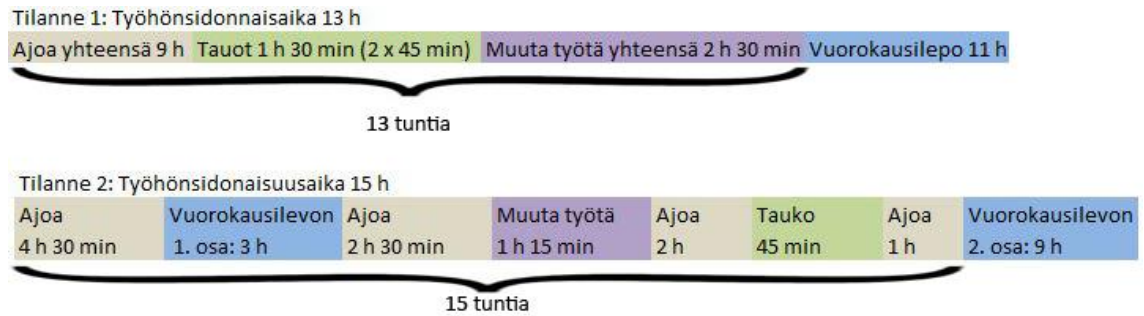 Tilanne 1: Työhönsidonnaisaika 13 h
Ajoa yhteensä 9 h Tauot 1 h 30 min (2 x 45 min) Muuta työtä yhteensä 2 h 30 min Vuorokausilepo 11 h
13 tuntia
Tilanne 2: Työhönsidonaisuusaika 15 h
Ajoa Vuorokausilevon Ajoa Muuta työtä Ajoa Tauko Ajoa Vuorokausilevon
4 h 30 min 1. osa: 3 h 2 h 30 min 1 h 15 min 2 h 45 min 1 h 2. osa: 9 h
15 tuntia